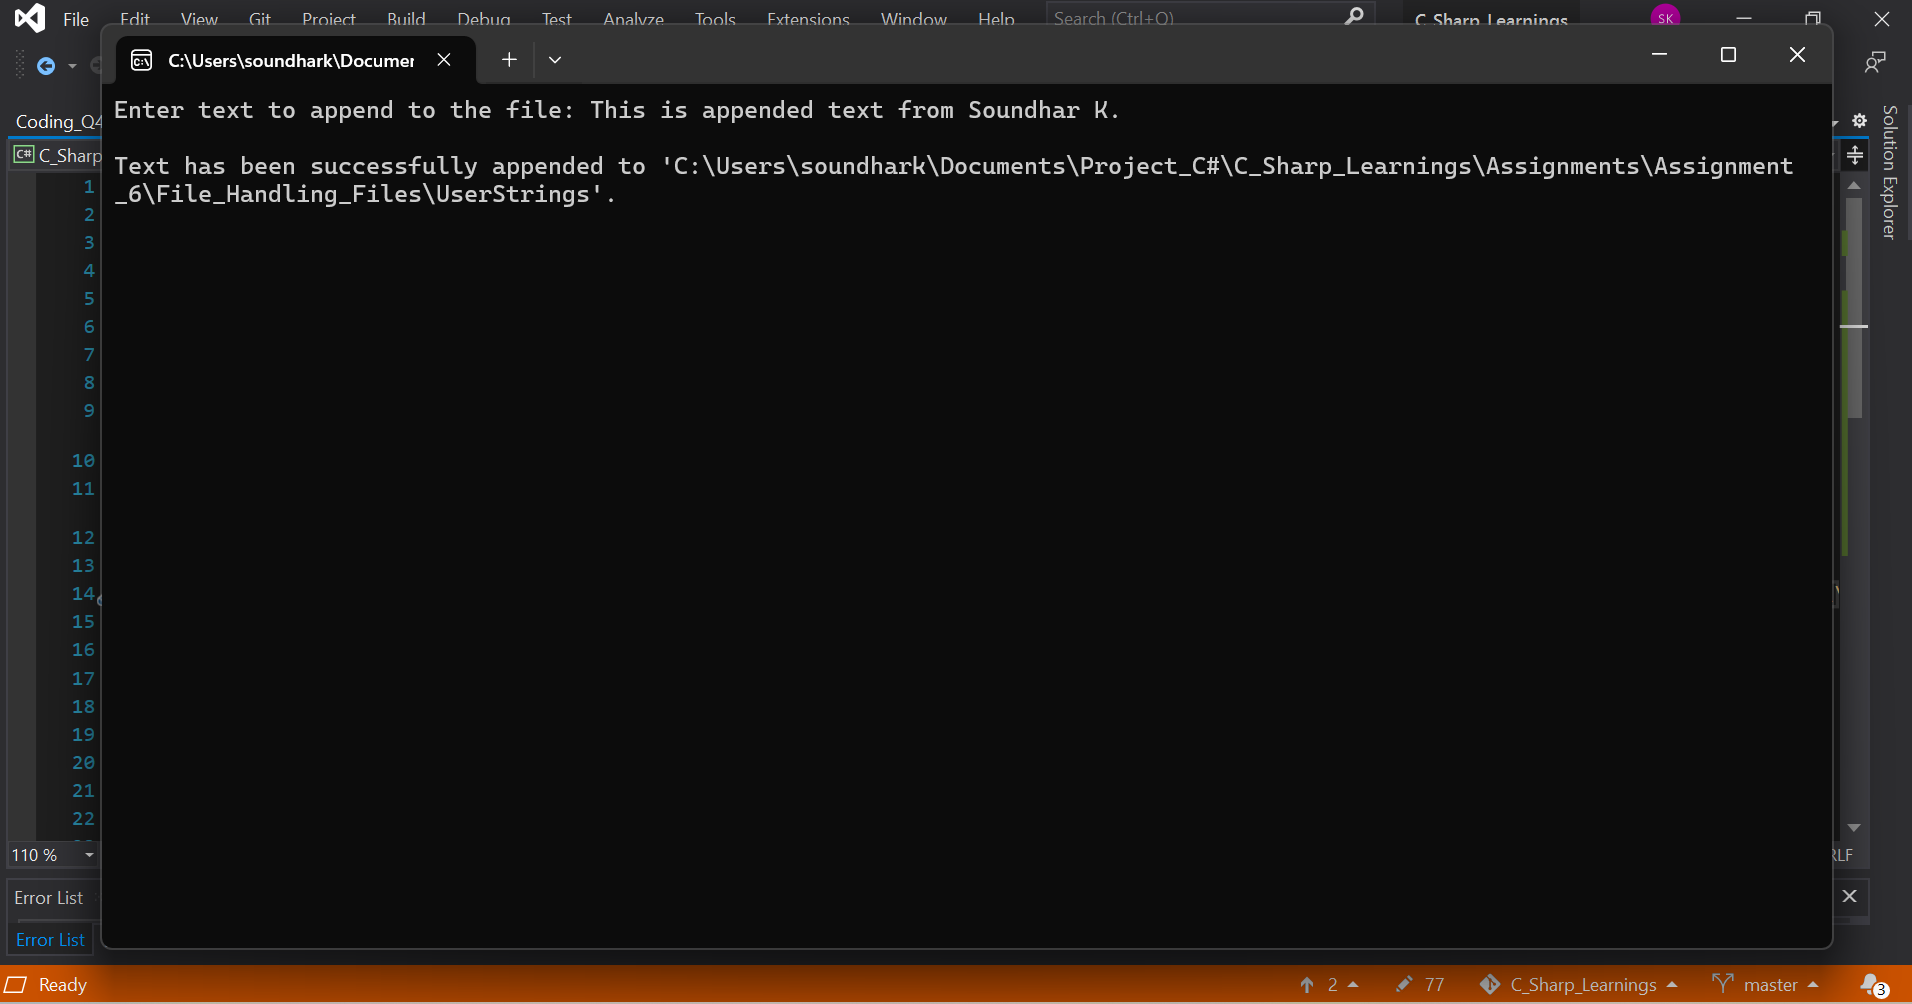 File Edit View Git Project Build Debug Test Analyze Tools Extensions Window Help Search (Ctrl+Q) C_Sharp_Learnings SK
C:\Users\soundhark\Documer
Coding_Q4
C# C_Sharp
Enter text to append to the file: This is appended text from Soundhar K.
Text has been successfully appended to 'C:\Users\soundhark\Documents\Project_C#\C_Sharp_Learnings\Assignments\Assignment
_6\File_Handling_Files\UserStrings'.
Solution Explorer
1
2
3
4
5
6
7
8
9
10
11
12
13
14
15
16
17
18
19
20
21
22
110 %
RLF
Error List
Error List
Ready 2 77 C_Sharp_Learnings master 3